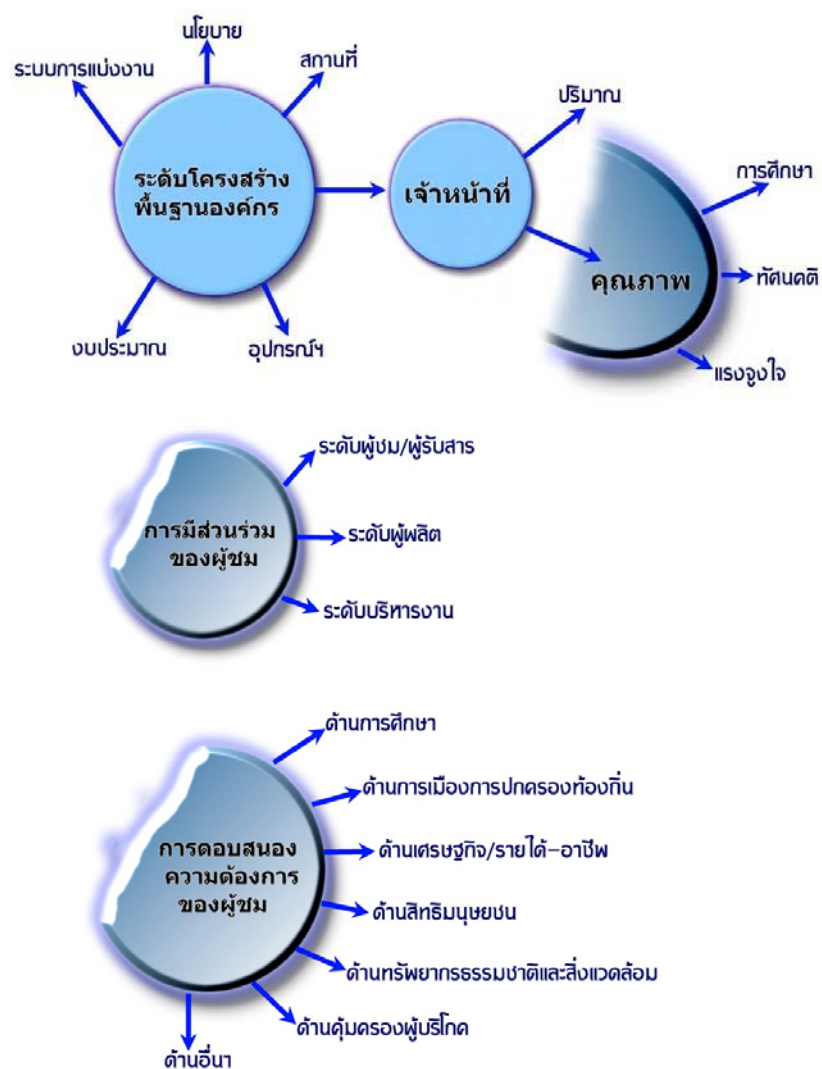 นโยบาย
ระบบการแบ่งงาน
สถานที่
ระดับโครงสร้าง
พื้นฐานองค์กร
งบประมาณ
อุปกรณ์ฯ
เจ้าหน้าที่
ปริมาณ
คุณภาพ
การศึกษา
ทัศนคติ
แรงจูงใจ
การมีส่วนร่วม
ของผู้ชม
ระดับผู้ชม/ผู้รับสาร
ระดับผู้ผลิต
ระดับบริหารงาน
การตอบสนอง
ความต้องการ
ของผู้ชม
ด้านการศึกษา
ด้านการเมืองการปกครองท้องถิ่น
ด้านเศรษฐกิจ/รายได้-อาชีพ
ด้านสิทธิมนุษยชน
ด้านทรัพยากรธรรมชาติและสิ่งแวดล้อม
ด้านคุ้มครองผู้บริโภค
ด้านอื่นๆ